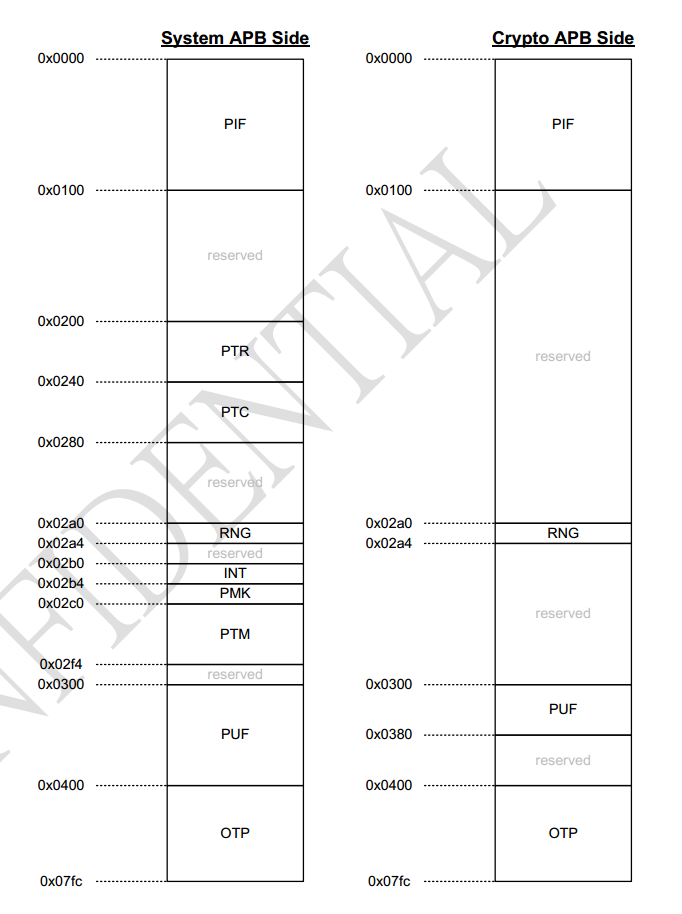 System APB Side
0x0000
PIF
0x0100
reserved
0x0200
PTR
0x0240
PTC
0x0280
reserved
0x02a0
RNG
0x02a4
reserved
0x02b0
INT
0x02b4
PMK
0x02c0
PTM
0x02f4
reserved
0x0300
PUF
0x0400
OTP
0x07fc
Crypto APB Side
0x0000
PIF
0x0100
reserved
0x02a0
RNG
0x02a4
reserved
0x0300
PUF
0x0380
reserved
0x0400
OTP
0x07fc
NFIDENTIAL